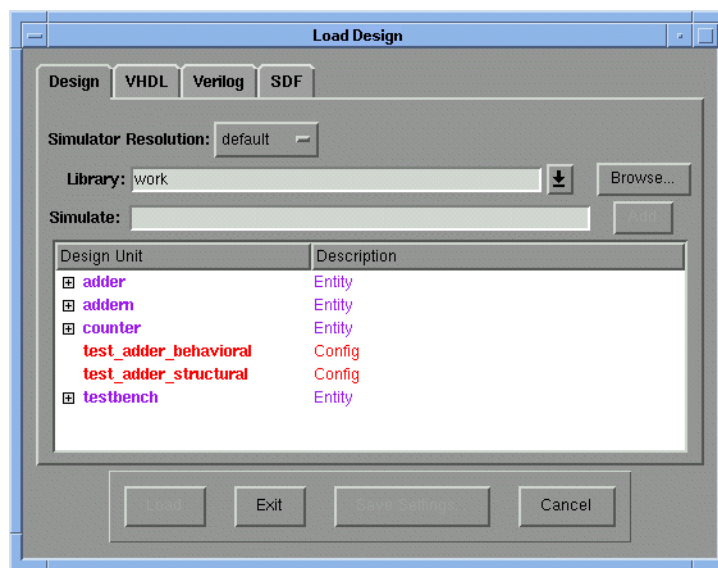 Load Design
Design VHDL Verilog SDF
Simulator Resolution: default
Library: work Browse...
Simulate: Add
Design Unit Description
adder Entity
addern Entity
counter Entity
test_adder_behavioral Config
test_adder_structural Config
testbench Entity
Load Exit Save Settings... Cancel